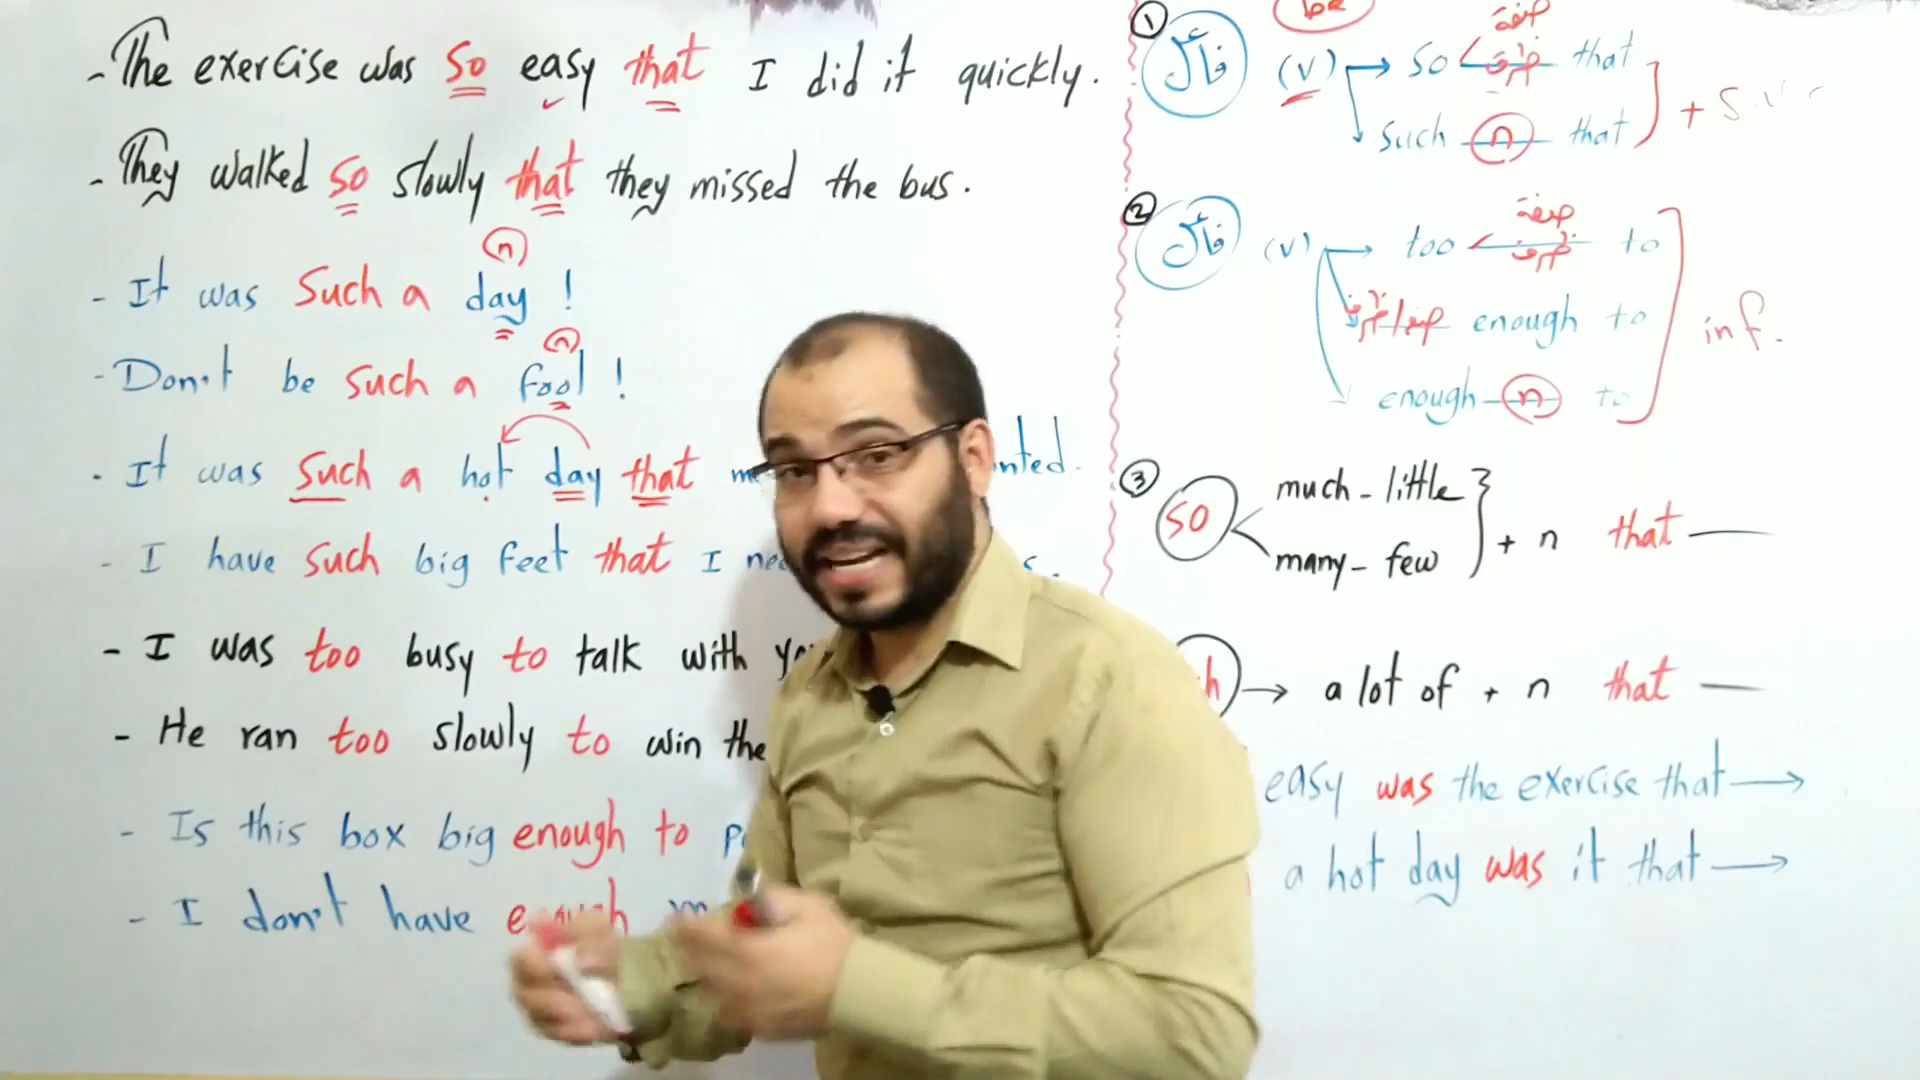 - The exercise was so easy that I did it quickly.
- They walked so slowly that they missed the bus.
n
- It was Such a day !
n
- Don't be such a fool !
- It was Such a hot day that
- I have such big feet that I
- I was too busy to talk with
- He ran too slowly to win the
- Is this box big enough to
- I don't have enough
be
1 فاعل (v) → so صفة ظرف that
such n that + S.V.
2 فاعل (v) → too صفة ظرف to
صفة/ظرف enough to
enough n to
inf.
3 so much - little
many - few + n that
→ a lot of + n that
easy was the exercise that →
a hot day was it that →